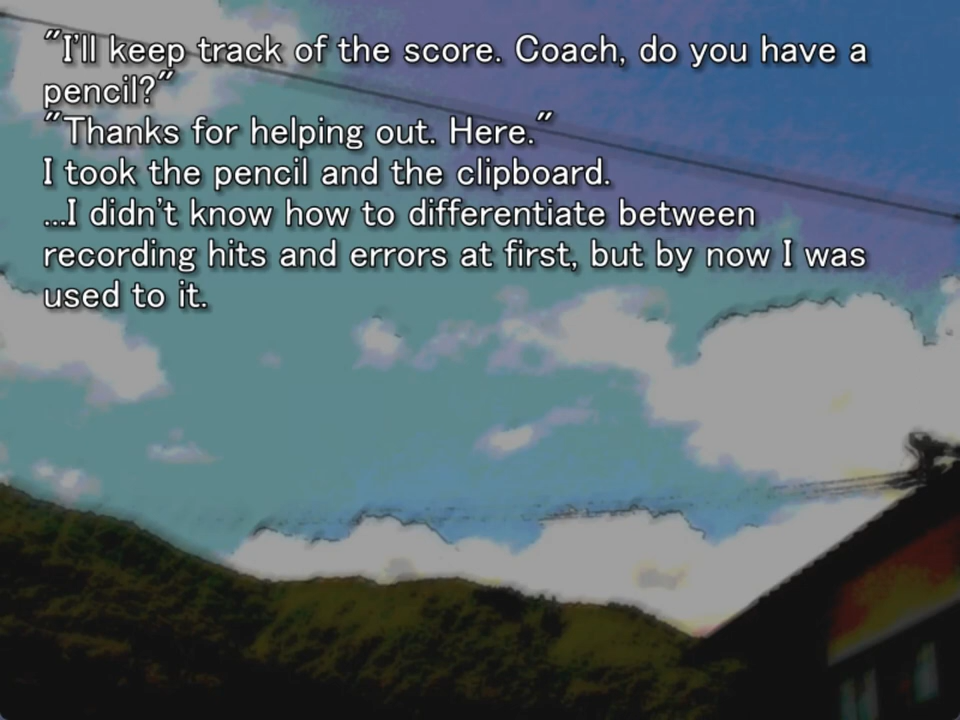 "I'll keep track of the score. Coach, do you have a
pencil?"
"Thanks for helping out. Here."
I took the pencil and the clipboard.
...I didn't know how to differentiate between
recording hits and errors at first, but by now I was
used to it.